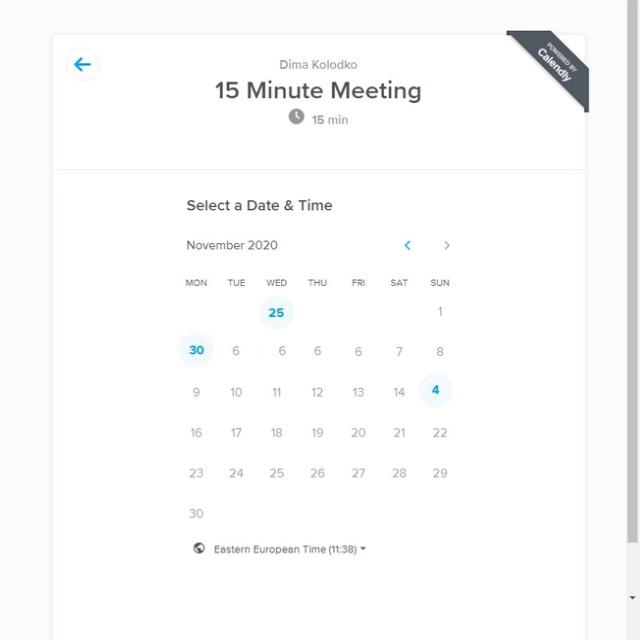 POWERED BY
Calendly
Dima Kolodko
15 Minute Meeting
15 min
Select a Date & Time
November 2020
MON TUE WED THU FRI SAT SUN
25 1
30 6 6 6 6 7 8
9 10 11 12 13 14 4
16 17 18 19 20 21 22
23 24 25 26 27 28 29
30
Eastern European Time (11:38)